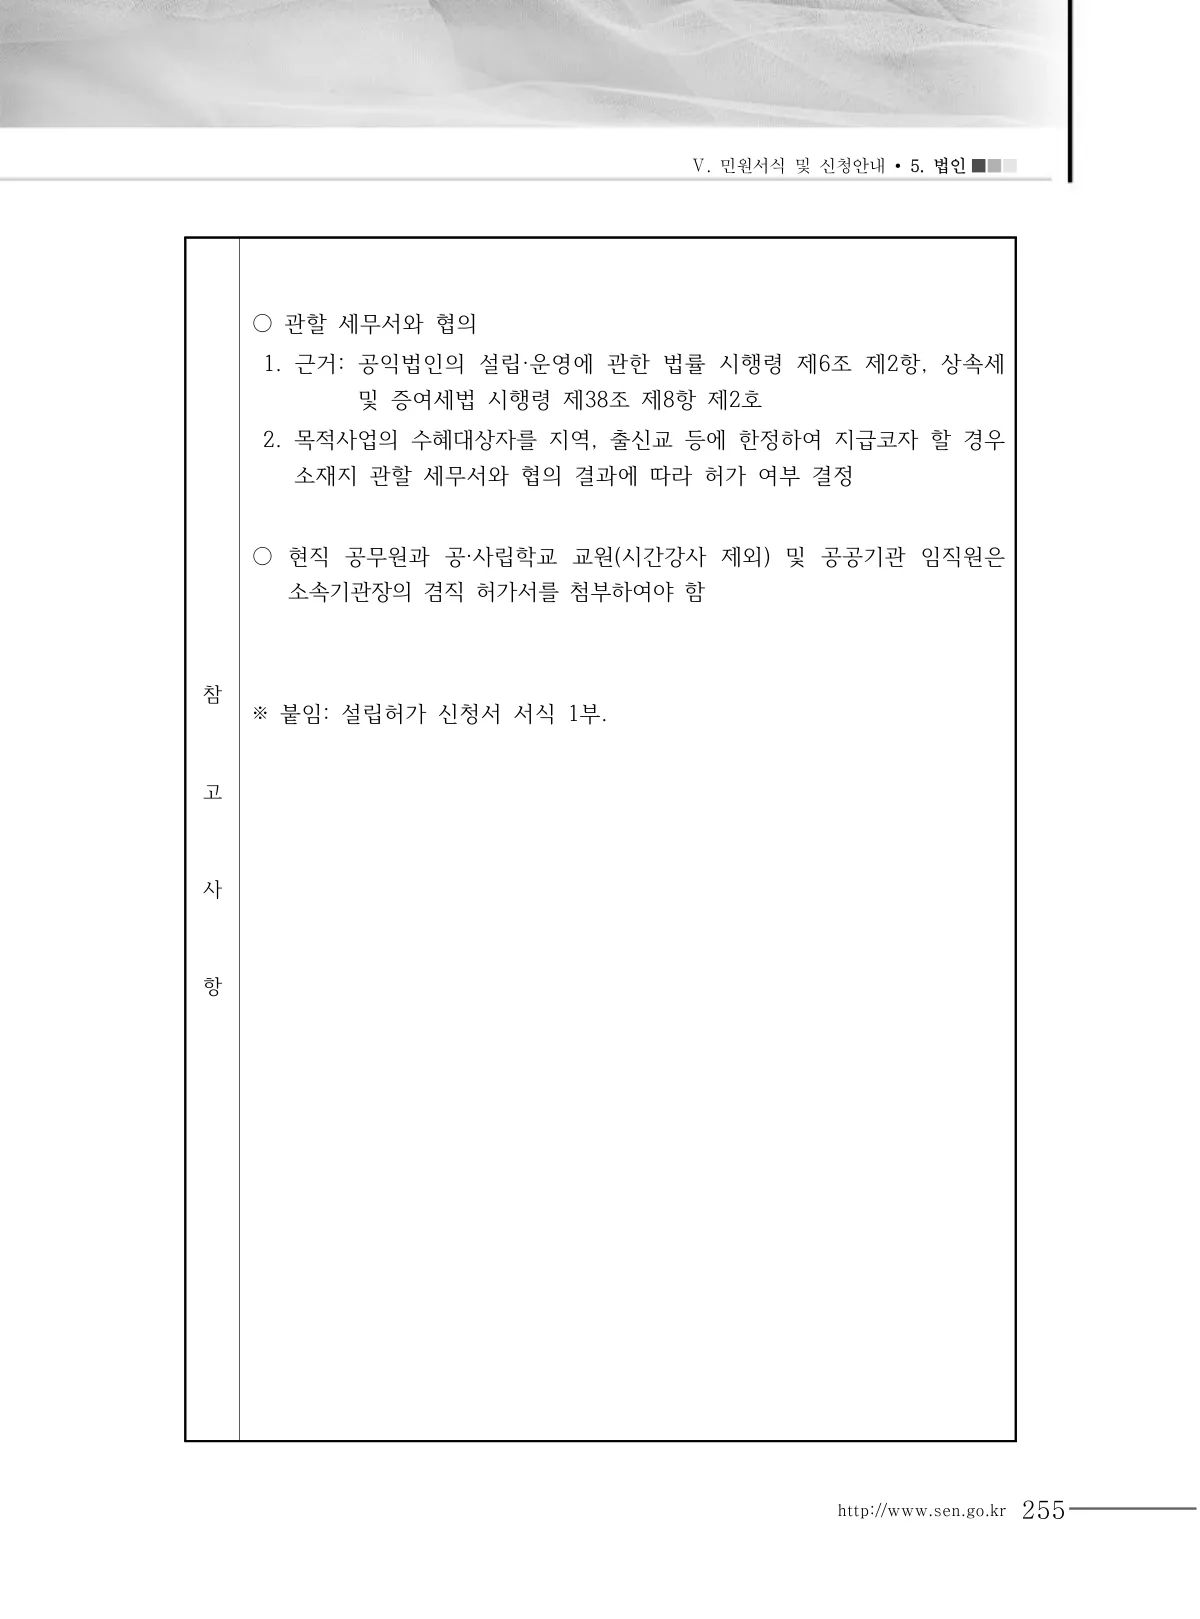 Ⅴ. 민원서식 및 신청안내 • 5. 법인
○ 관할 세무서와 협의
1. 근거: 공익법인의 설립·운영에 관한 법률 시행령 제6조 제2항, 상속세
및 증여세법 시행령 제38조 제8항 제2호
2. 목적사업의 수혜대상자를 지역, 출신교 등에 한정하여 지급코자 할 경우
소재지 관할 세무서와 협의 결과에 따라 허가 여부 결정
○ 현직 공무원과 공·사립학교 교원(시간강사 제외) 및 공공기관 임직원은
소속기관장의 겸직 허가서를 첨부하여야 함
참
고
사
항
※ 붙임: 설립허가 신청서 서식 1부.
http://www.sen.go.kr 255